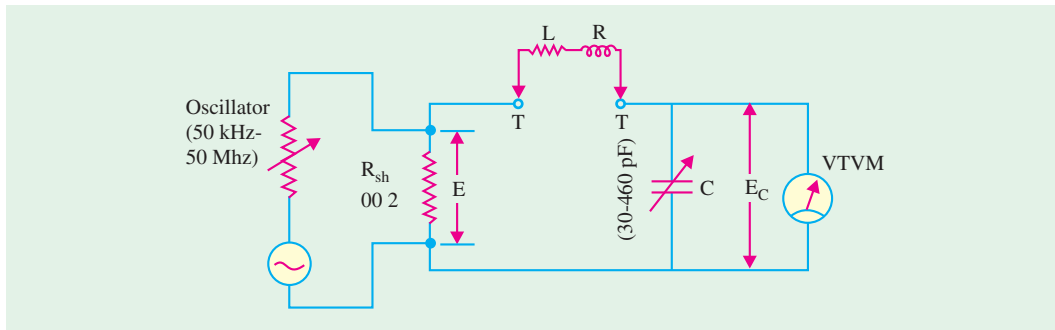 L
R
Oscillator
(50 kHz-
50 Mhz)
T
T
R_sh
00 2
E
(30-460 pF)
C
E_C
VTVM